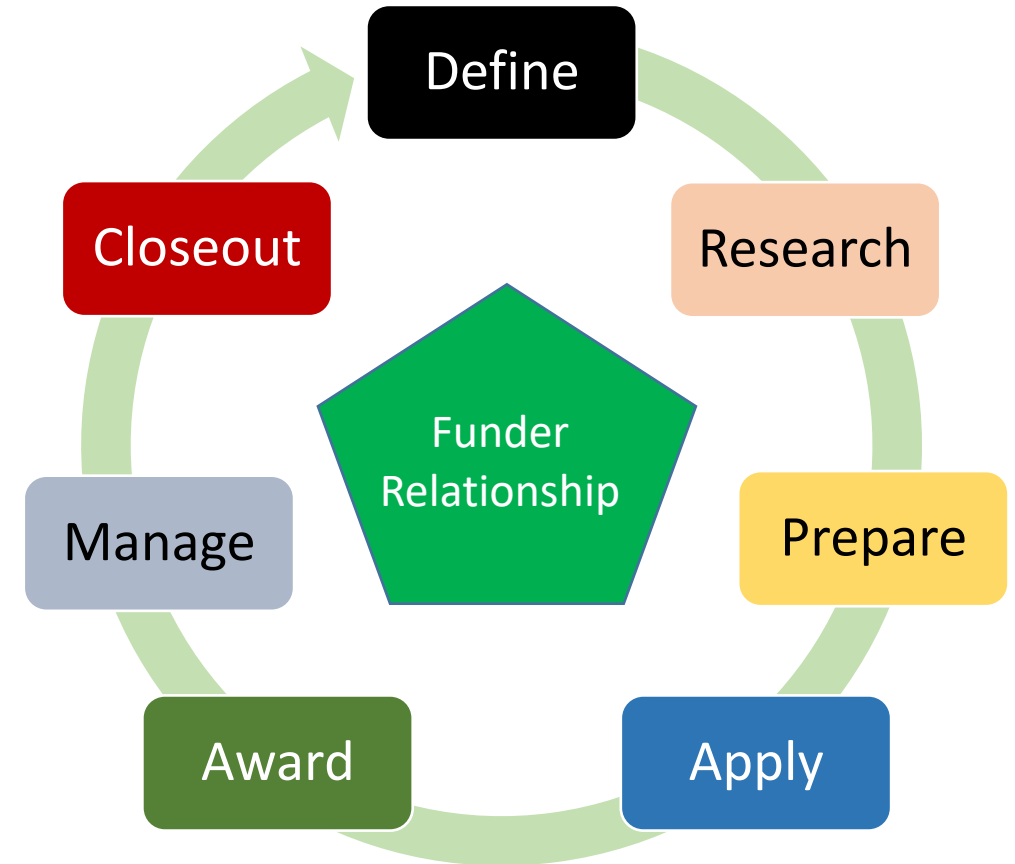 Define
Research
Prepare
Apply
Award
Manage
Closeout
Funder
Relationship